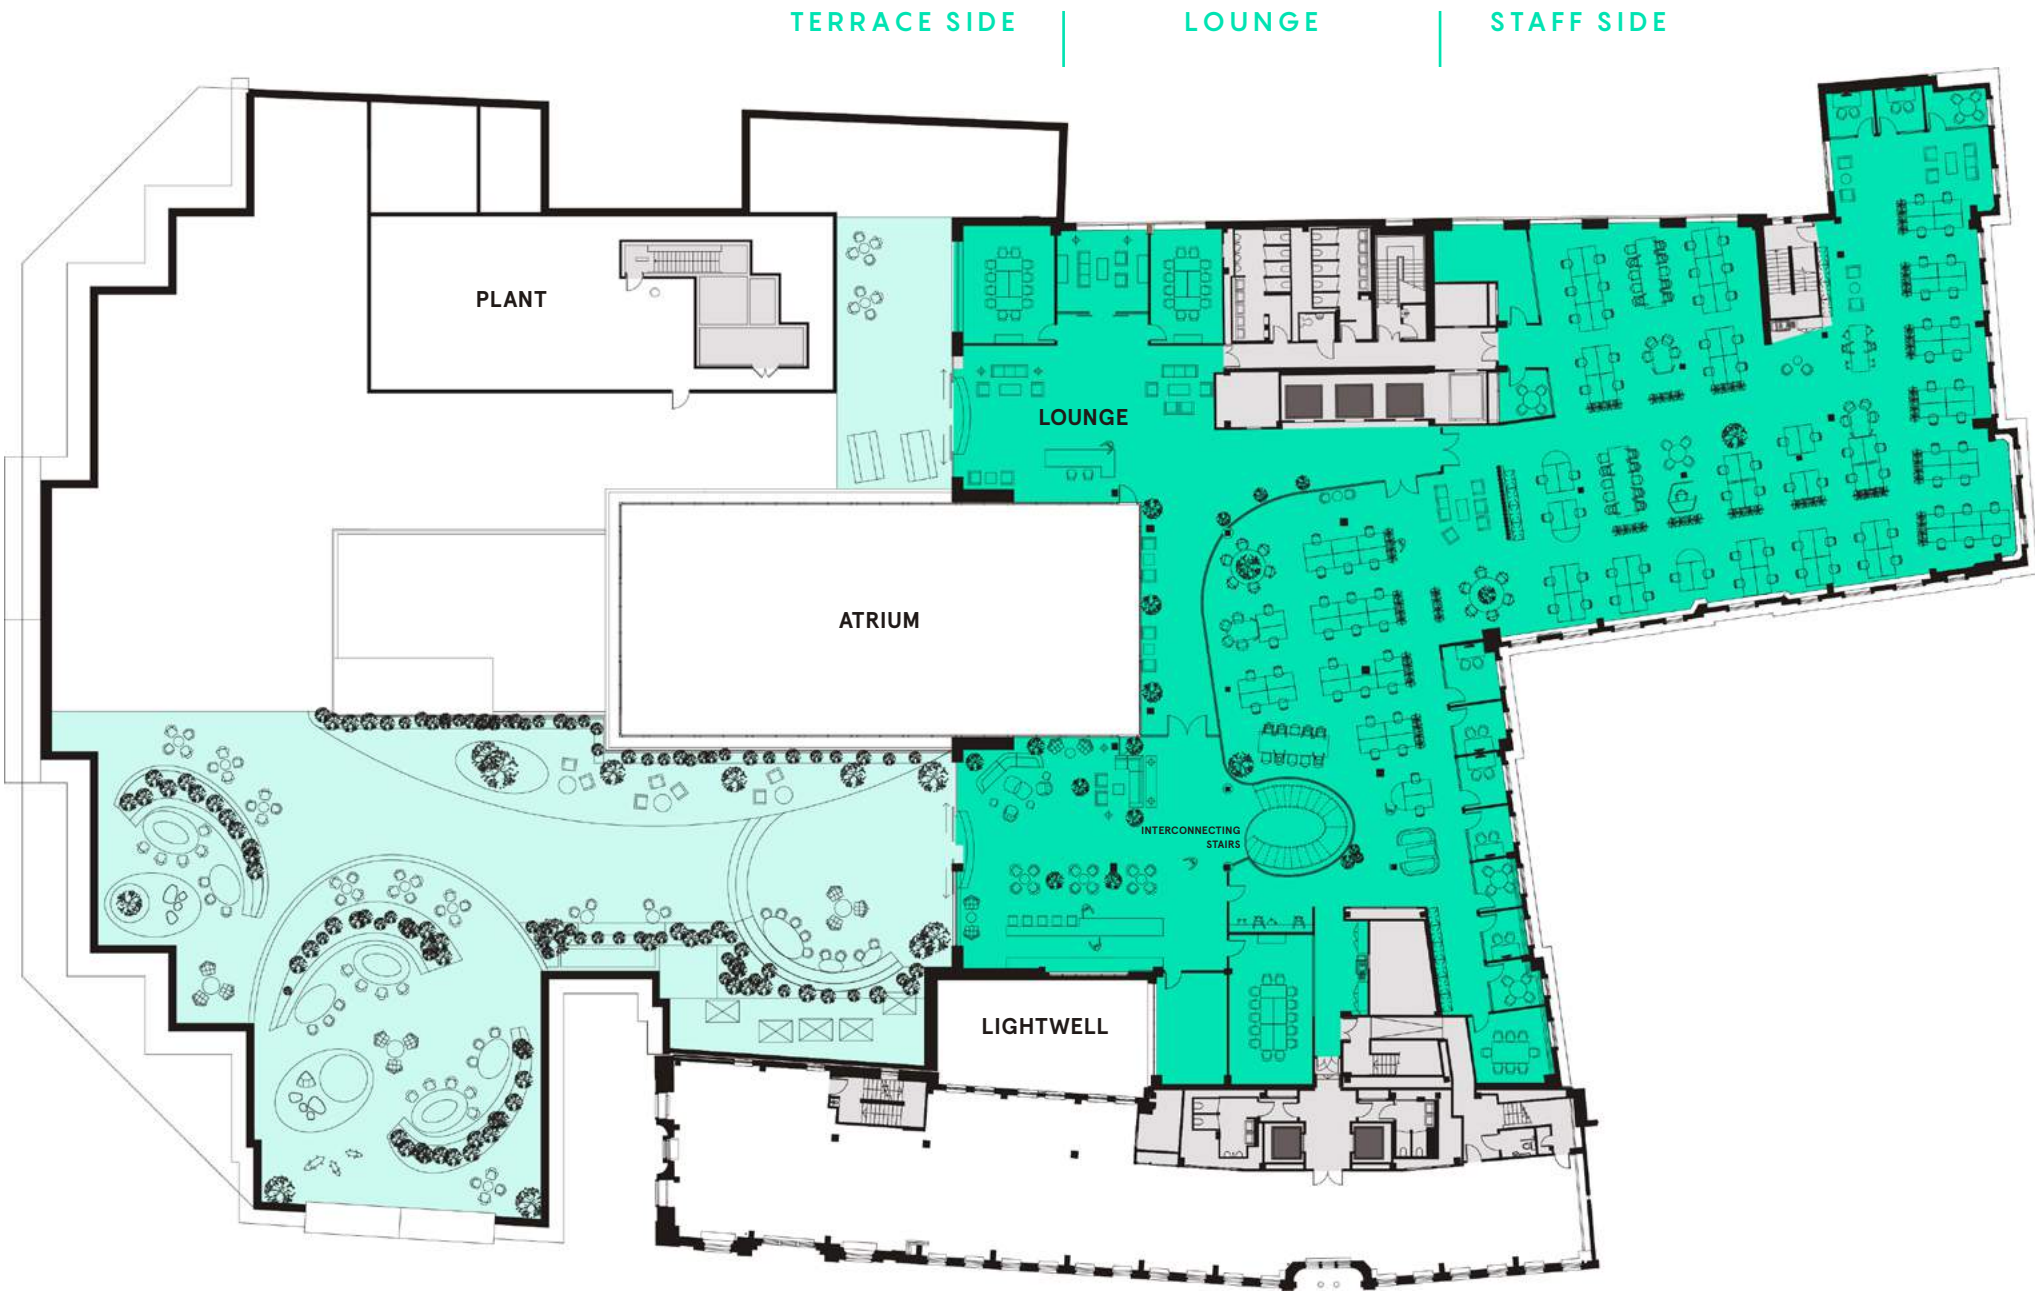 TERRACE SIDE
LOUNGE
STAFF SIDE
PLANT
LOUNGE
ATRIUM
INTERCONNECTING
STAIRS
LIGHTWELL